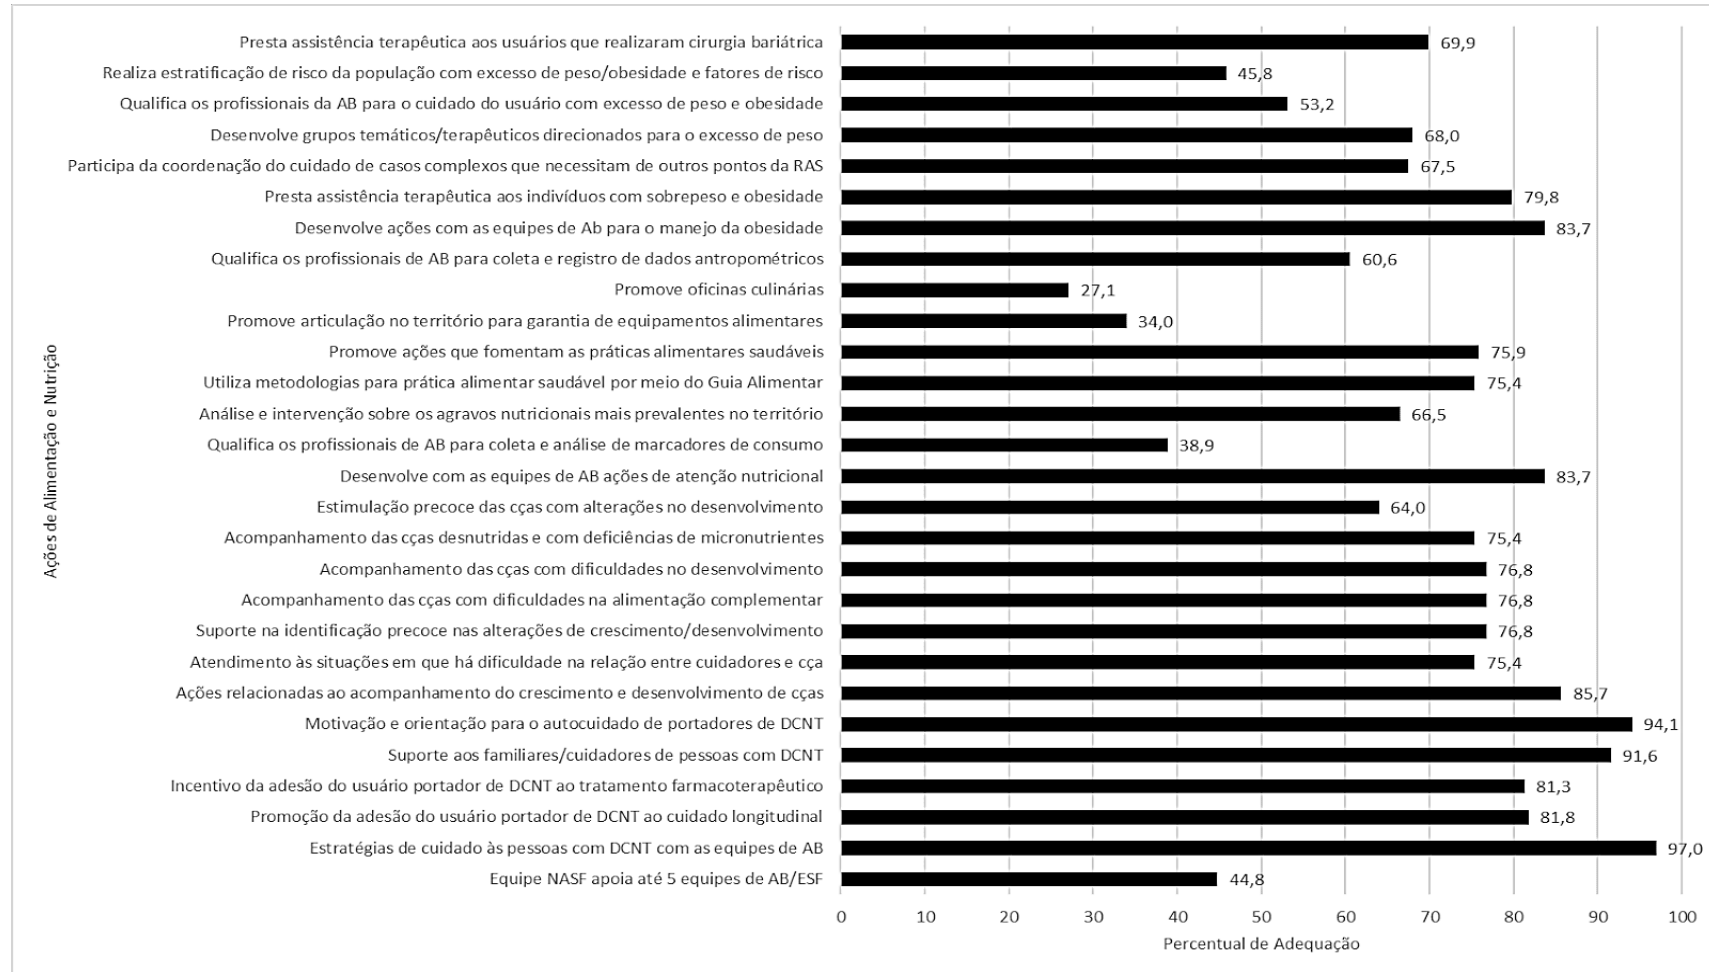 Presta assistência terapêutica aos usuários que realizaram cirurgia bariátrica 69,9
Realiza estratificação de risco da população com excesso de peso/obesidade e fatores de risco 45,8
Qualifica os profissionais da AB para o cuidado do usuário com excesso de peso e obesidade 53,2
Desenvolve grupos temáticos/terapêuticos direcionados para o excesso de peso 68,0
Participa da coordenação do cuidado de casos complexos que necessitam de outros pontos da RAS 67,5
Presta assistência terapêutica aos indivíduos com sobrepeso e obesidade 79,8
Desenvolve ações com as equipes de Ab para o manejo da obesidade 83,7
Qualifica os profissionais de AB para coleta e registro de dados antropométricos 60,6
Promove oficinas culinárias 27,1
Promove articulação no território para garantia de equipamentos alimentares 34,0
Promove ações que fomentam as práticas alimentares saudáveis 75,9
Utiliza metodologias para prática alimentar saudável por meio do Guia Alimentar 75,4
Análise e intervenção sobre os agravos nutricionais mais prevalentes no território 66,5
Qualifica os profissionais de AB para coleta e análise de marcadores de consumo 38,9
Desenvolve com as equipes de AB ações de atenção nutricional 83,7
Estimulação precoce das cças com alterações no desenvolvimento 64,0
Acompanhamento das cças desnutridas e com deficiências de micronutrientes 75,4
Acompanhamento das cças com dificuldades no desenvolvimento 76,8
Acompanhamento das cças com dificuldades na alimentação complementar 76,8
Suporte na identificação precoce nas alterações de crescimento/desenvolvimento 76,8
Atendimento às situações em que há dificuldade na relação entre cuidadores e cça 75,4
Ações relacionadas ao acompanhamento do crescimento e desenvolvimento de cças 85,7
Motivação e orientação para o autocuidado de portadores de DCNT 94,1
Suporte aos familiares/cuidadores de pessoas com DCNT 91,6
Incentivo da adesão do usuário portador de DCNT ao tratamento farmacoterapêutico 81,3
Promoção da adesão do usuário portador de DCNT ao cuidado longitudinal 81,8
Estratégias de cuidado às pessoas com DCNT com as equipes de AB 97,0
Equipe NASF apoia até 5 equipes de AB/ESF 44,8
0 10 20 30 40 50 60 70 80 90 100
Percentual de Adequação
Ações de Alimentação e Nutrição